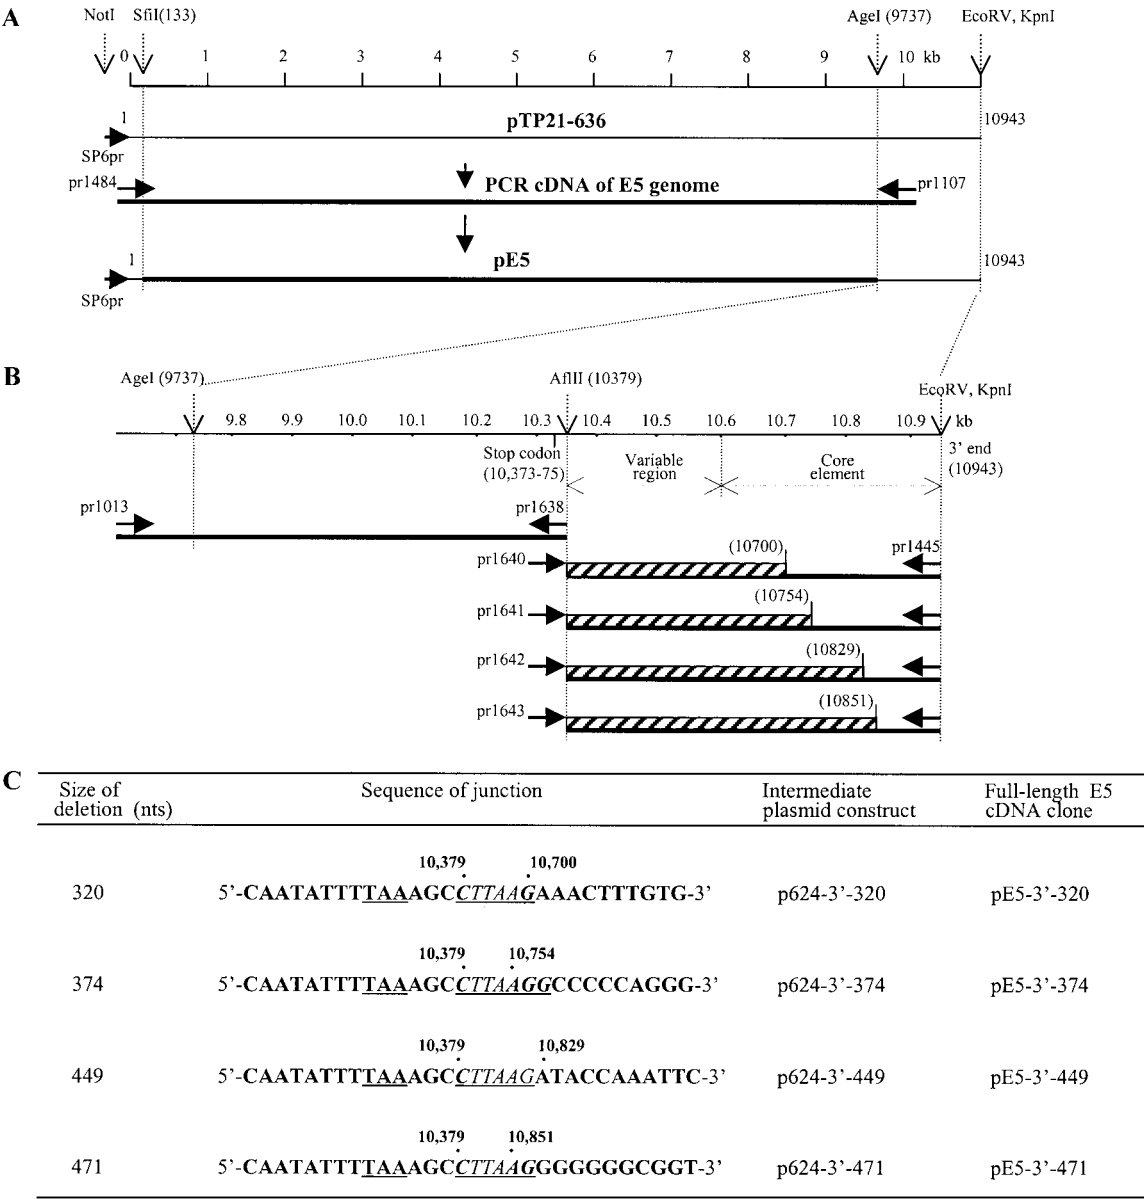 A
NotI SfiI(133) AgeI (9737) EcoRV, KpnI
0 1 2 3 4 5 6 7 8 9 10 kb
1 pTP21-636 10943
SP6pr
pr1484 PCR cDNA of E5 genome pr1107
1 pE5 10943
SP6pr
B
AgeI (9737) AflII (10379) EcoRV, KpnI
9.8 9.9 10.0 10.1 10.2 10.3 10.4 10.5 10.6 10.7 10.8 10.9 kb
Stop codon Variable Core 3' end
(10,373-75) region element (10943)
pr1013 pr1638
pr1640 (10700) pr1445
pr1641 (10754)
pr1642 (10829)
pr1643 (10851)
C
Size of Sequence of junction Intermediate Full-length E5
deletion (nts) plasmid construct cDNA clone
10,379 10,700
320 5'-CAATATTTTAAAGCCTTAAGAAACTTTGTG-3' p624-3'-320 pE5-3'-320
10,379 10,754
374 5'-CAATATTTTAAAGCCTTAAGGCCCCCAGGG-3' p624-3'-374 pE5-3'-374
10,379 10,829
449 5'-CAATATTTTAAAGCCTTAAGATACCAAATTC-3' p624-3'-449 pE5-3'-449
10,379 10,851
471 5'-CAATATTTTAAAGCCTTAAGGGGGGGCGGT-3' p624-3'-471 pE5-3'-471